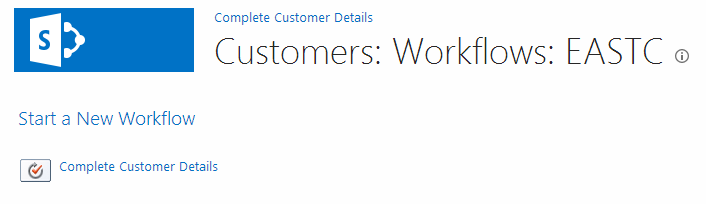 Complete Customer Details
S
Customers: Workflows: EASTC
Start a New Workflow
Complete Customer Details